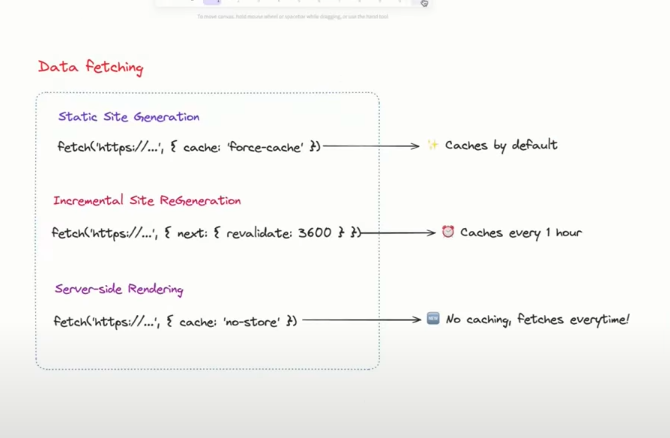 To move canvas, hold mouse wheel or spacebar while dragging, or use the hand tool
Data fetching
Static Site Generation
fetch('https://...', { cache: 'force-cache' })
✨ Caches by default
Incremental Site ReGeneration
fetch('https://...', { next: { revalidate: 3600 } })
⏰ Caches every 1 hour
Server-side Rendering
fetch('https://...', { cache: 'no-store' })
🆕 No caching, fetches everytime!